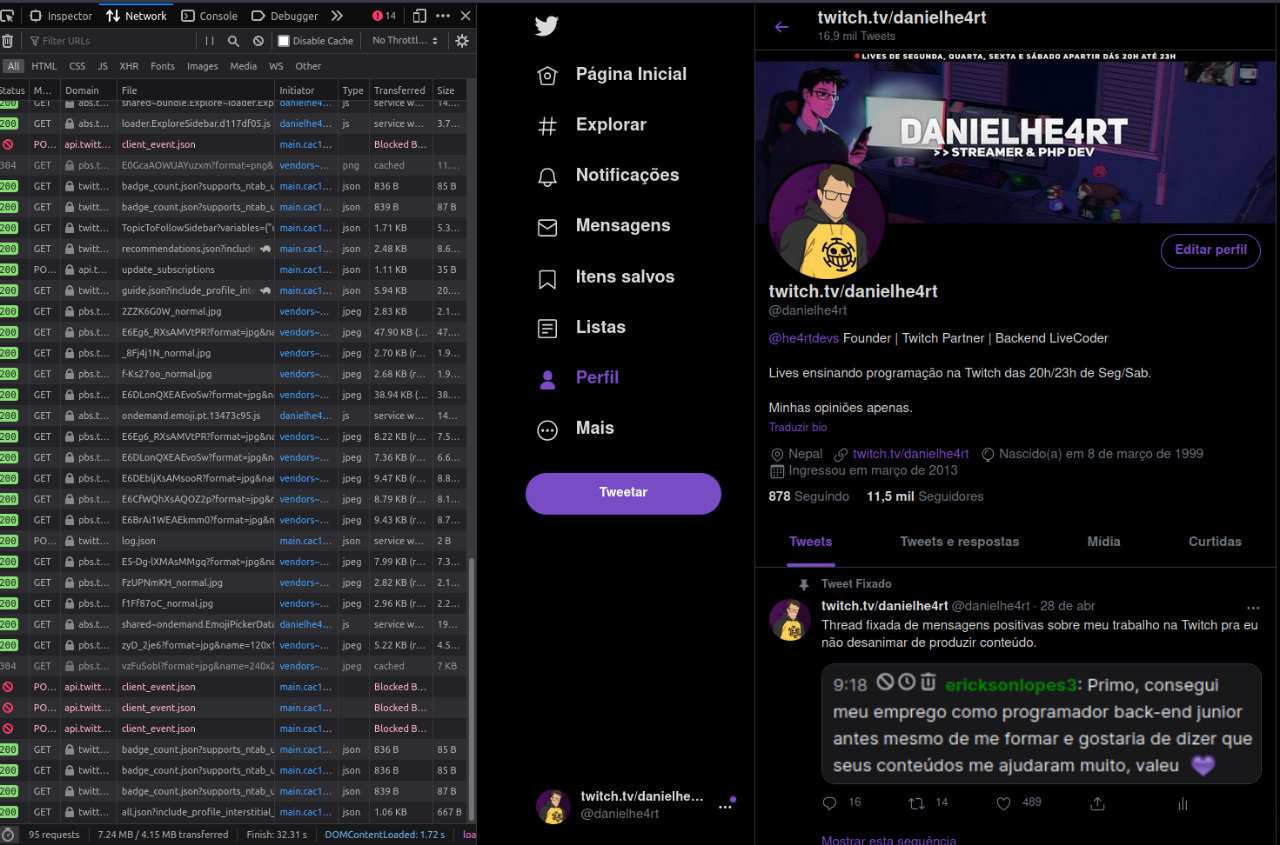 Inspector Network Console Debugger 14
Filter URLs Disable Cache No Throttl...
All HTML CSS JS XHR Fonts Images Media WS Other
Status M... Domain File Initiator Type Transferred Size
200 GET abs.t... shared~bundle.Explore~loader.Exp danielhe4... js service w... 14....
200 GET abs.t... loader.ExploreSidebar.d117df05.js danielhe4... js service w... 3.7...
PO... api.twitt... client_event.json main.cac1... Blocked B...
304 GET pbs.t... E0GcaAOWUAYuzxm?format=png& vendors~... png cached 11....
200 GET twitt... badge_count.json?supports_ntab_u main.cac1... json 836 B 85 B
200 GET twitt... badge_count.json?supports_ntab_u main.cac1... json 839 B 87 B
200 GET twitt... TopicToFollowSidebar?variables={"u main.cac1... json 1.71 KB 5.3...
200 GET twitt... recommendations.json?include main.cac1... json 2.48 KB 8.6...
200 PO... api.t... update_subscriptions main.cac1... json 1.11 KB 35 B
200 GET twitt... guide.json?include_profile_inte main.cac1... json 5.94 KB 20....
200 GET pbs.t... 2ZZK6G0W_normal.jpg vendors~... jpeg 2.83 KB 2.1...
200 GET pbs.t... E6Eg6_RXsAMVtPR?format=jpg&na vendors~... jpeg 47.90 KB (r... 47....
200 GET pbs.t... _8Fj4j1N_normal.jpg vendors~... jpeg 2.70 KB (r... 1.9...
200 GET pbs.t... f-Ks27oo_normal.jpg vendors~... jpeg 2.68 KB (r... 1.9...
200 GET pbs.t... E6DLonQXEAEvoSw?format=jpg&n vendors~... jpeg 38.94 KB (r... 38....
200 GET abs.t... ondemand.emoji.pt.13473c95.js danielhe4... js service w... 14...
200 GET pbs.t... E6Eg6_RXsAMVtPR?format=jpg&na vendors~... jpeg 8.22 KB (r... 7.5...
200 GET pbs.t... E6DLonQXEAEvoSw?format=jpg&n vendors~... jpeg 7.36 KB (r... 6.6...
200 GET pbs.t... E6DEbljXsAMsooR?format=jpg&na vendors~... jpeg 9.47 KB (r... 8.8...
200 GET pbs.t... E6CfWQhXsAQOZ2p?format=jpg&n vendors~... jpeg 8.79 KB (r... 8.1...
200 GET pbs.t... E6BrAi1WEAEkmm0?format=jpg&n vendors~... jpeg 9.43 KB (r... 8.7...
200 PO... twitt... log.json main.cac1... json service w... 2 B
200 GET pbs.t... E5-Dg-lXMAsMMgq?format=jpg&na vendors~... jpeg 7.99 KB (r... 7.3...
200 GET pbs.t... FzUPNmKH_normal.jpg vendors~... jpeg 2.82 KB (r... 2.1...
200 GET pbs.t... f1Ff87oC_normal.jpg vendors~... jpeg 2.96 KB (r... 2.2...
200 GET abs.t... shared~ondemand.EmojiPickerData danielhe4... js service w... 19...
200 GET pbs.t... zyD_2je6?format=jpg&name=120x1 vendors~... jpeg 5.22 KB (r... 4.5...
304 GET pbs.t... vzFuSobl?format=jpg&name=240x2 vendors~... jpeg cached 7 KB
PO... api.twitt... client_event.json main.cac1... Blocked B...
PO... api.twitt... client_event.json main.cac1... Blocked B...
PO... api.twitt... client_event.json main.cac1... Blocked B...
200 GET twitt... badge_count.json?supports_ntab_u main.cac1... json 836 B 85 B
200 GET twitt... badge_count.json?supports_ntab_u main.cac1... json 836 B 85 B
200 GET twitt... badge_count.json?supports_ntab_u main.cac1... json 839 B 87 B
200 GET twitt... all.json?include_profile_interstitial_ main.cac1... json 1.06 KB 667 B
95 requests 7.24 MB / 4.15 MB transferred Finish: 32.31 s DOMContentLoaded: 1.72 s loa
Página Inicial
Explorar
Notificações
Mensagens
Itens salvos
Listas
Perfil
Mais
Tweetar
twitch.tv/danielhe...
@danielhe4rt
twitch.tv/danielhe4rt
16,9 mil Tweets
LIVES DE SEGUNDA, QUARTA, SEXTA E SÁBADO APARTIR DÁS 20H ATÉ 23H
DANIELHE4RT
>> STREAMER & PHP DEV
Editar perfil
twitch.tv/danielhe4rt
@danielhe4rt
@he4rtdevs Founder | Twitch Partner | Backend LiveCoder
Lives ensinando programação na Twitch das 20h/23h de Seg/Sab.
Minhas opiniões apenas.
Traduzir bio
Nepal twitch.tv/danielhe4rt Nascido(a) em 8 de março de 1999
Ingressou em março de 2013
878 Seguindo 11,5 mil Seguidores
Tweets Tweets e respostas Mídia Curtidas
Tweet Fixado
twitch.tv/danielhe4rt @danielhe4rt · 28 de abr
Thread fixada de mensagens positivas sobre meu trabalho na Twitch pra eu
não desanimar de produzir conteúdo.
9:18 ericksonlopes3: Primo, consegui
meu emprego como programador back-end junior
antes mesmo de me formar e gostaria de dizer que
seus conteúdos me ajudaram muito, valeu
16 14 489
Mostrar esta sequência